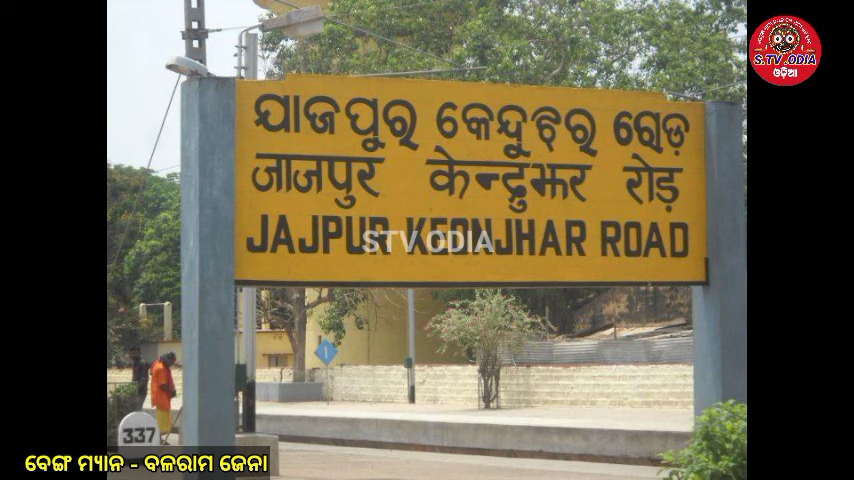 ଯାଜପୁର କେନ୍ଦୁଝର ରୋଡ଼
जाजपुर केन्दुझर रोड़
JAJPUR KEONJHAR ROAD
STV ODIA
S.TV.ODIA
ଓଡ଼ିଆ
337
ବେଙ୍ଗ ମ୍ୟାନ - ବଳରାମ ଜେନା